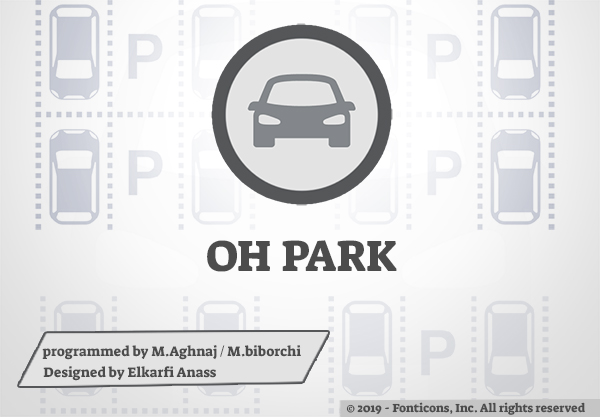 P P
P P
OH PARK
P
programmed by M.Aghnaj / M.biborchi
Designed by Elkarfi Anass
© 2019 - Fonticons, Inc. All rights reserved